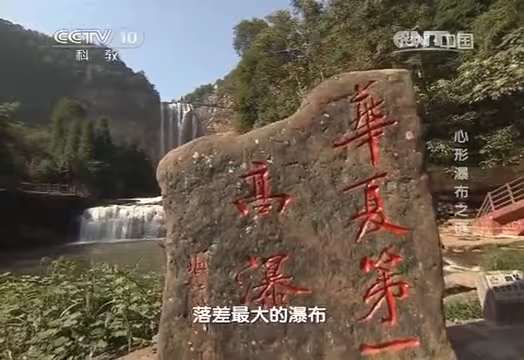 CCTV 10
科教
CNTV 中国
心形瀑布之谜
华夏第一
高瀑
落差最大的瀑布